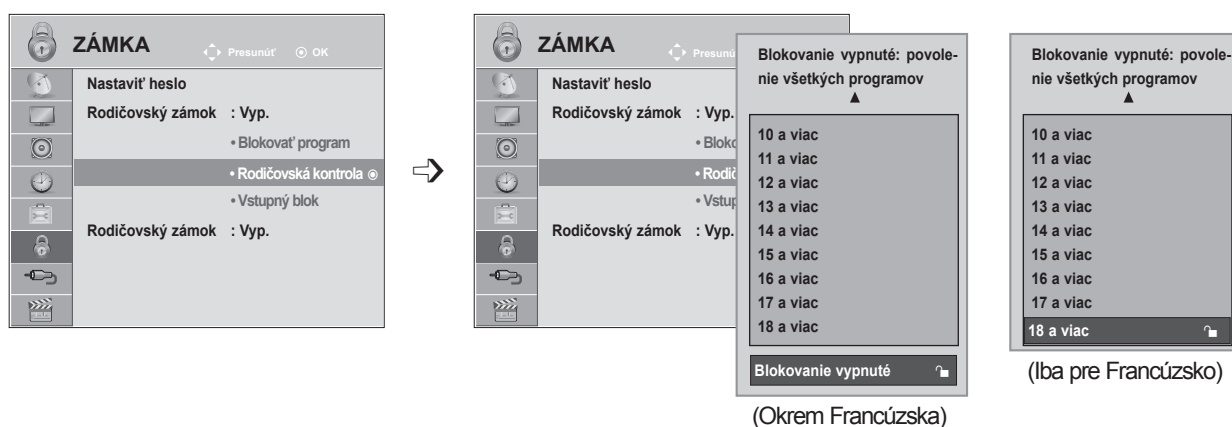 ZÁMKA
Presunúť
OK
Nastaviť heslo
Rodičovský zámok : Vyp.
• Blokovať program
• Rodičovská kontrola
• Vstupný blok
Rodičovský zámok : Vyp.
ZÁMKA
Presunú
Nastaviť heslo
Rodičovský zámok : Vyp.
• Bloko
• Rodič
• Vstup
Rodičovský zámok : Vyp.
Blokovanie vypnuté: povole-
nie všetkých programov
10 a viac
11 a viac
12 a viac
13 a viac
14 a viac
15 a viac
16 a viac
17 a viac
18 a viac
Blokovanie vypnuté
(Okrem Francúzska)
Blokovanie vypnuté: povole-
nie všetkých programov
10 a viac
11 a viac
12 a viac
13 a viac
14 a viac
15 a viac
16 a viac
17 a viac
18 a viac
(Iba pre Francúzsko)